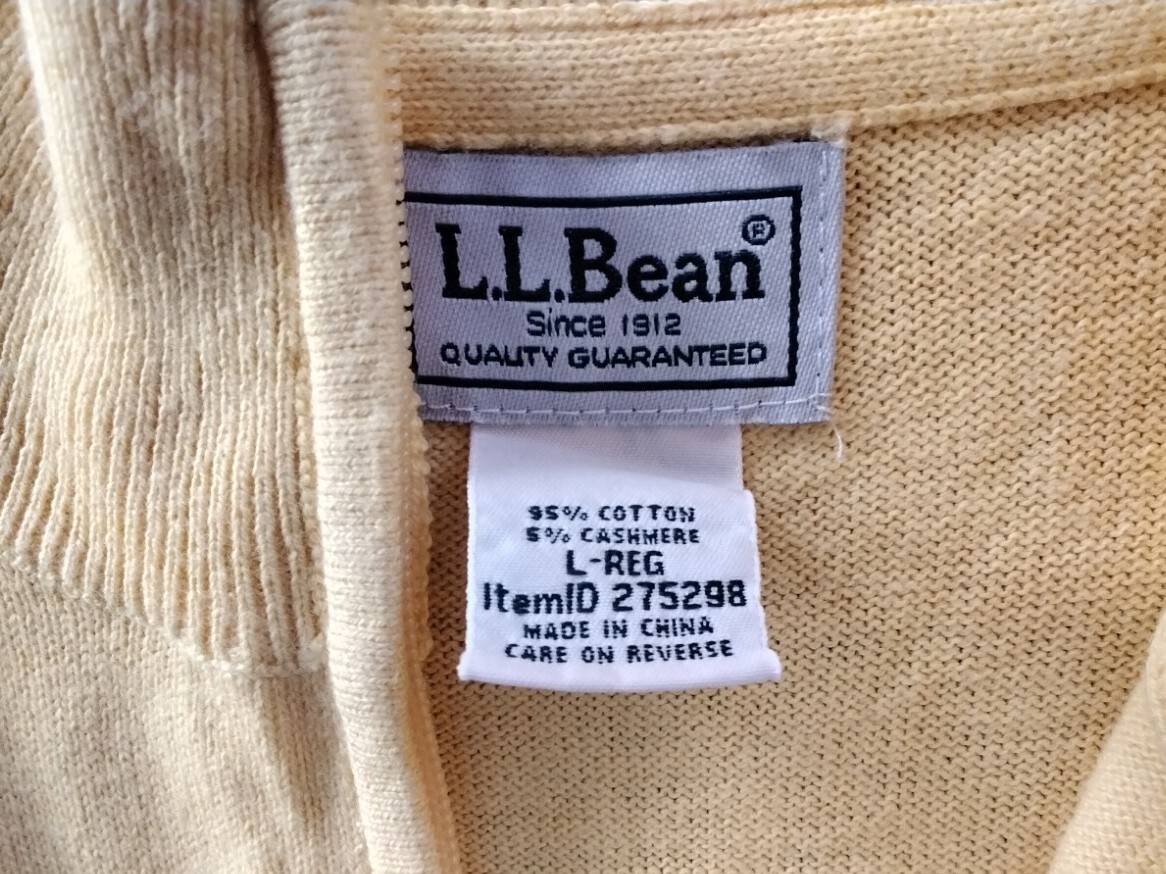 L.L.Bean®
Since 1912
QUALITY GUARANTEED
95% COTTON
5% CASHMERE
L-REG
ItemID 275298
MADE IN CHINA
CARE ON REVERSE